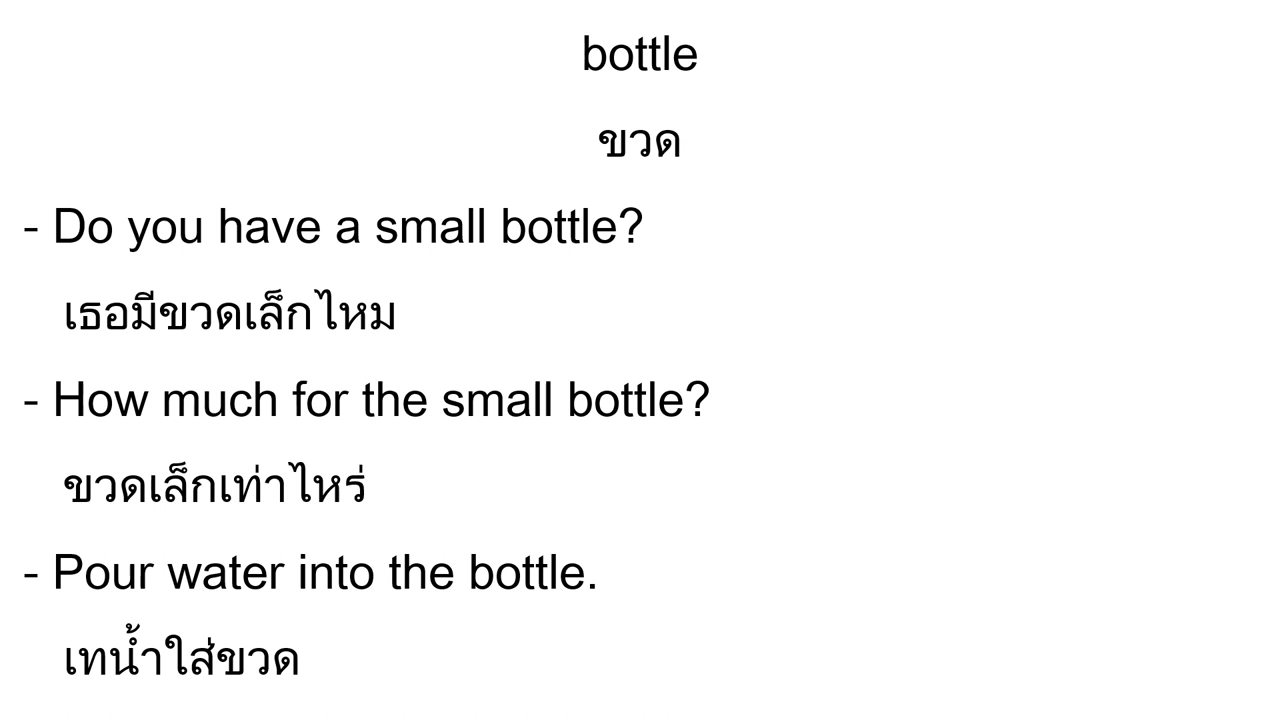 bottle
ขวด
- Do you have a small bottle?
เธอมีขวดเล็กไหม
- How much for the small bottle?
ขวดเล็กเท่าไหร่
- Pour water into the bottle.
เทน้ำใส่ขวด